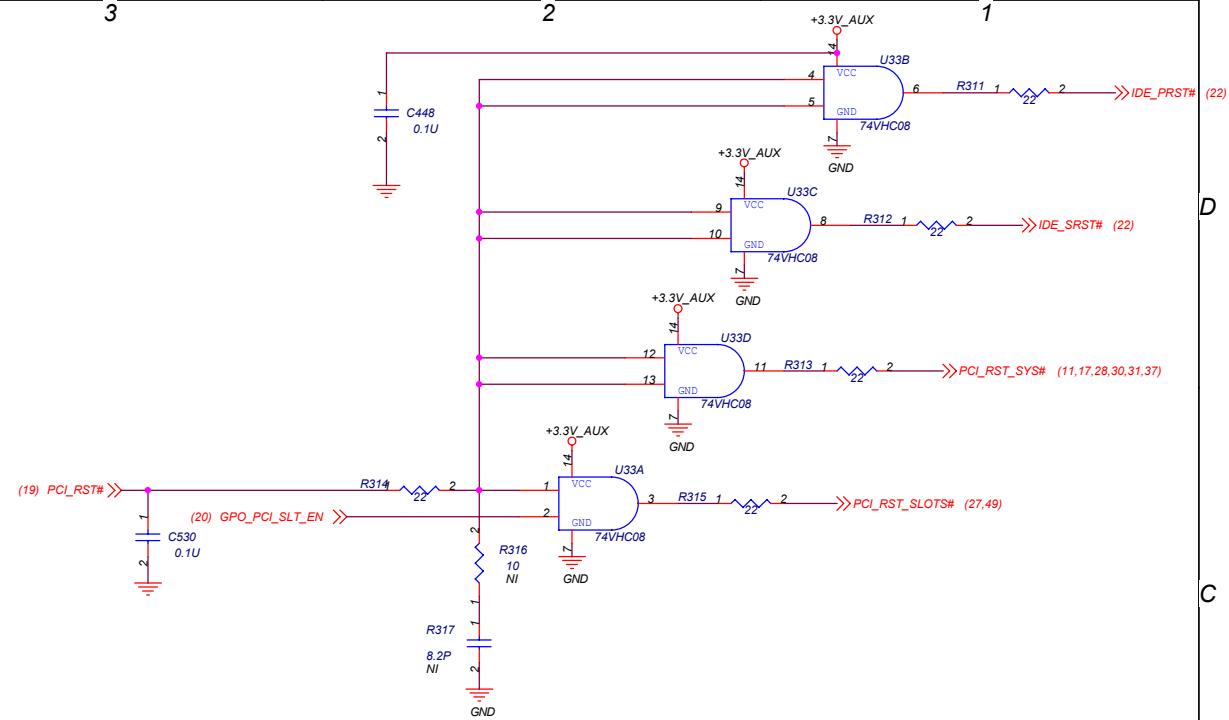 3 2 1
+3.3V_AUX
14
U33B
VCC
4
1
5
6 R311 1 2 IDE_PRST# (22)
22
C448
0.1U
GND
74VHC08
2
7
GND
+3.3V_AUX
14
U33C
VCC
9
D
10
8 R312 1 2 IDE_SRST# (22)
22
GND
74VHC08
7
GND
+3.3V_AUX
14
U33D
VCC
12
13
11 R313 1 2 PCI_RST_SYS# (11,17,28,30,31,37)
22
GND
74VHC08
7
GND
+3.3V_AUX
14
U33A
VCC
(19) PCI_RST# R314 1 2 1
22
3 R315 1 2 PCI_RST_SLOTS# (27,49)
22
(20) GPO_PCI_SLT_EN 2
GND
74VHC08
1
C530
0.1U
2
7
GND
2
R316
10
NI
1
C
1
R317
8.2P
NI
2
GND